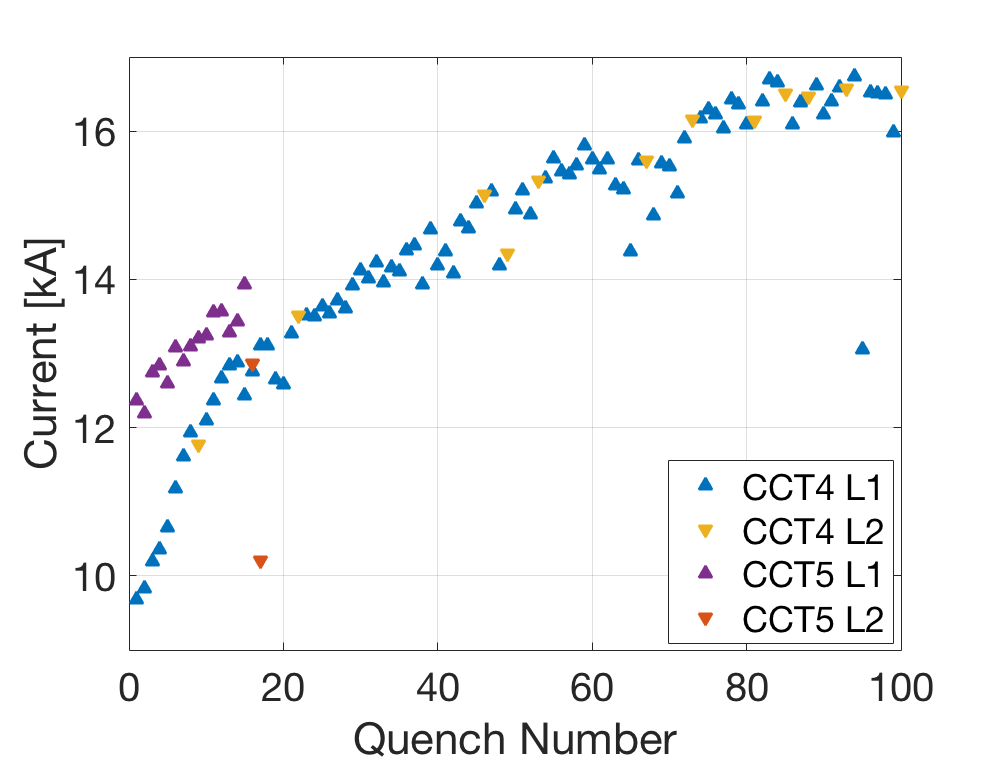 Current [kA]
16
14
12
10
0 20 40 60 80 100
Quench Number
CCT4 L1
CCT4 L2
CCT5 L1
CCT5 L2